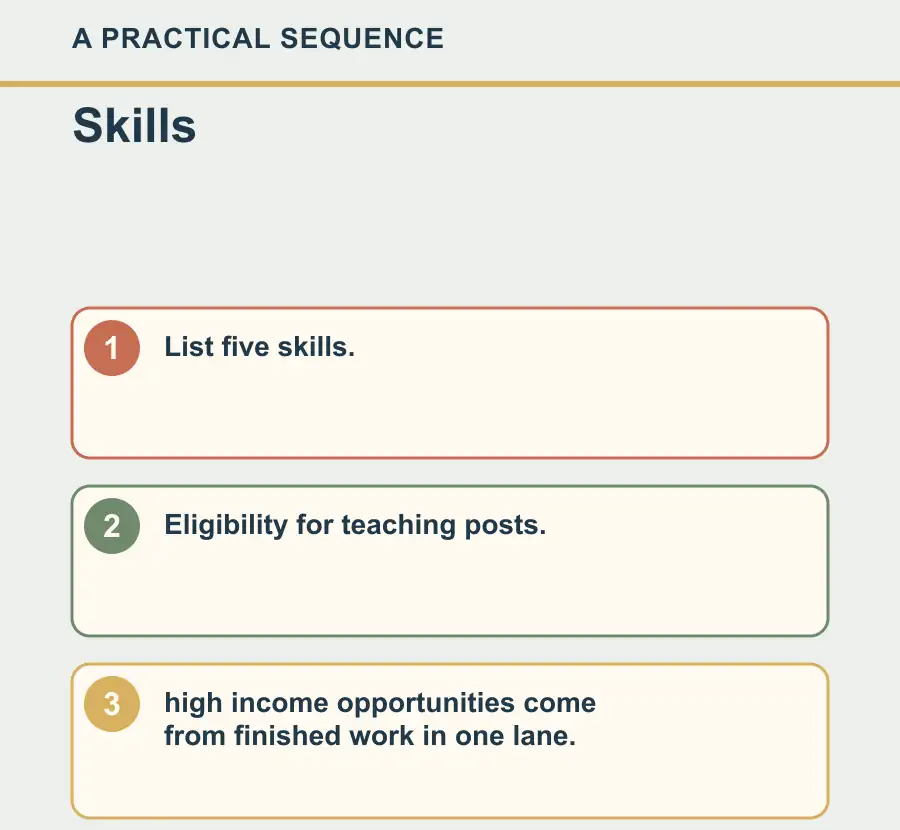 A PRACTICAL SEQUENCE
Skills
1
List five skills.
2
Eligibility for teaching posts.
3
high income opportunities come
from finished work in one lane.